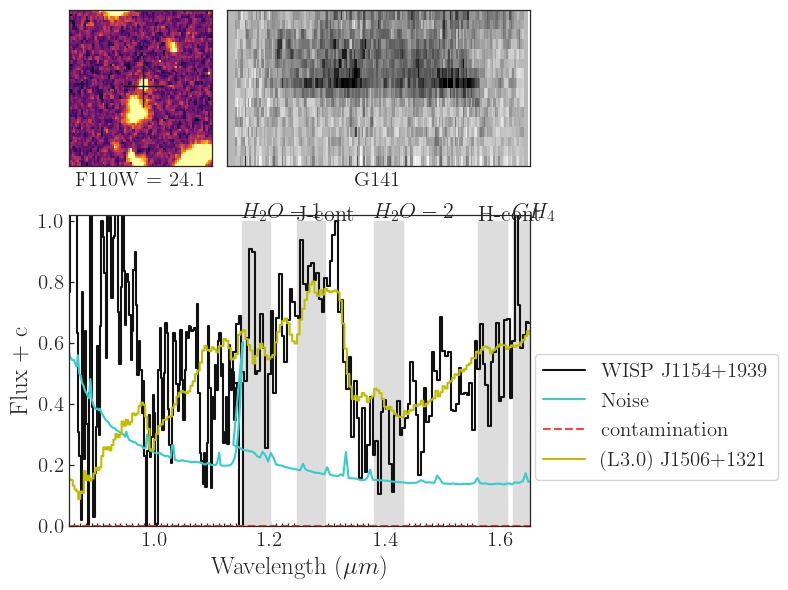 F110W = 24.1
G141
H₂O − 1
J-cont
H₂O − 2
H-cont
CH₄
1.0
0.8
0.6
0.4
0.2
0.0
Flux + c
1.0
1.2
1.4
1.6
Wavelength (μm)
WISP J1154+1939
Noise
contamination
(L3.0) J1506+1321